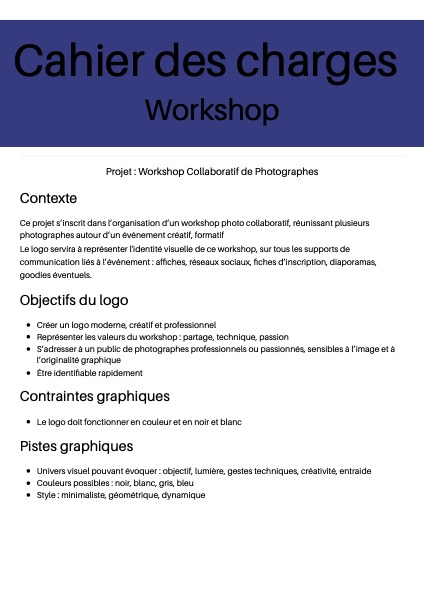 Cahier des charges
Workshop
Projet : Workshop Collaboratif de Photographes
Contexte
Ce projet s’inscrit dans l’organisation d’un workshop photo collaboratif, réunissant plusieurs
photographes autour d’un événement créatif, formatif
Le logo servira à représenter l'identité visuelle de ce workshop, sur tous les supports de
communication liés à l’événement : affiches, réseaux sociaux, fiches d’inscription, diaporamas,
goodies éventuels.
Objectifs du logo
• Créer un logo moderne, créatif et professionnel
• Représenter les valeurs du workshop : partage, technique, passion
• S’adresser à un public de photographes professionnels ou passionnés, sensibles à l’image et à
l’originalité graphique
• Être identifiable rapidement
Contraintes graphiques
• Le logo doit fonctionner en couleur et en noir et blanc
Pistes graphiques
• Univers visuel pouvant évoquer : objectif, lumière, gestes techniques, créativité, entraide
• Couleurs possibles : noir, blanc, gris, bleu
• Style : minimaliste, géométrique, dynamique